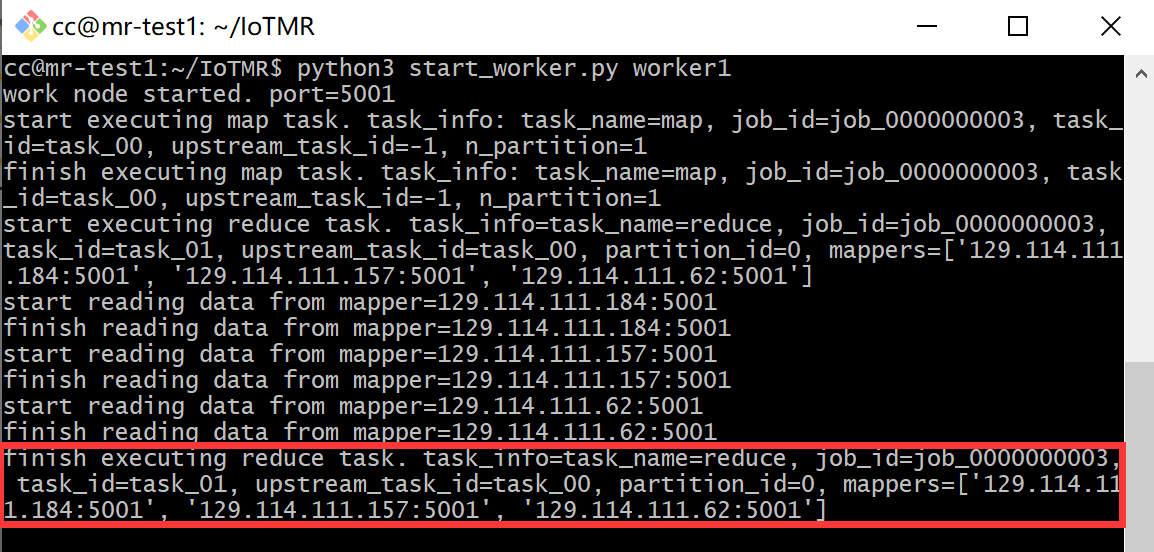 cc@mr-test1: ~/IoTMR
cc@mr-test1:~/IoTMR$ python3 start_worker.py worker1
work node started. port=5001
start executing map task. task_info: task_name=map, job_id=job_0000000003, task_
id=task_00, upstream_task_id=-1, n_partition=1
finish executing map task. task_info: task_name=map, job_id=job_0000000003, task
_id=task_00, upstream_task_id=-1, n_partition=1
start executing reduce task. task_info=task_name=reduce, job_id=job_0000000003,
task_id=task_01, upstream_task_id=task_00, partition_id=0, mappers=['129.114.111
.184:5001', '129.114.111.157:5001', '129.114.111.62:5001']
start reading data from mapper=129.114.111.184:5001
finish reading data from mapper=129.114.111.184:5001
start reading data from mapper=129.114.111.157:5001
finish reading data from mapper=129.114.111.157:5001
start reading data from mapper=129.114.111.62:5001
finish reading data from mapper=129.114.111.62:5001
finish executing reduce task. task_info=task_name=reduce, job_id=job_0000000003,
 task_id=task_01, upstream_task_id=task_00, partition_id=0, mappers=['129.114.11
1.184:5001', '129.114.111.157:5001', '129.114.111.62:5001']